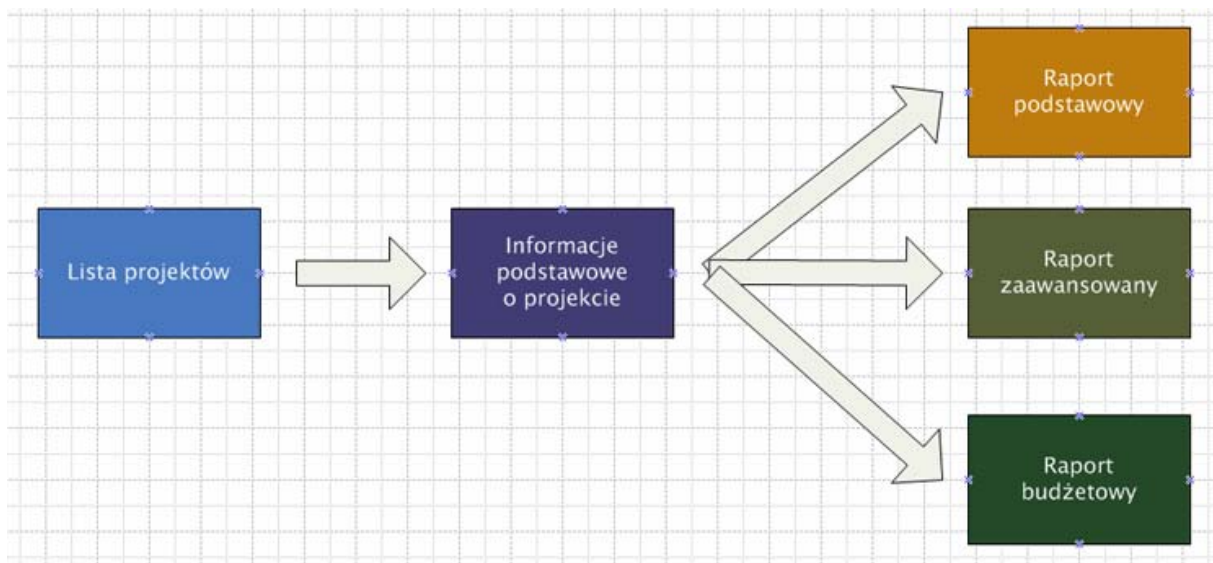 Raport
podstawowy
Lista projektów
Informacje
podstawowe
o projekcie
Raport
zaawansowany
Raport
budżetowy